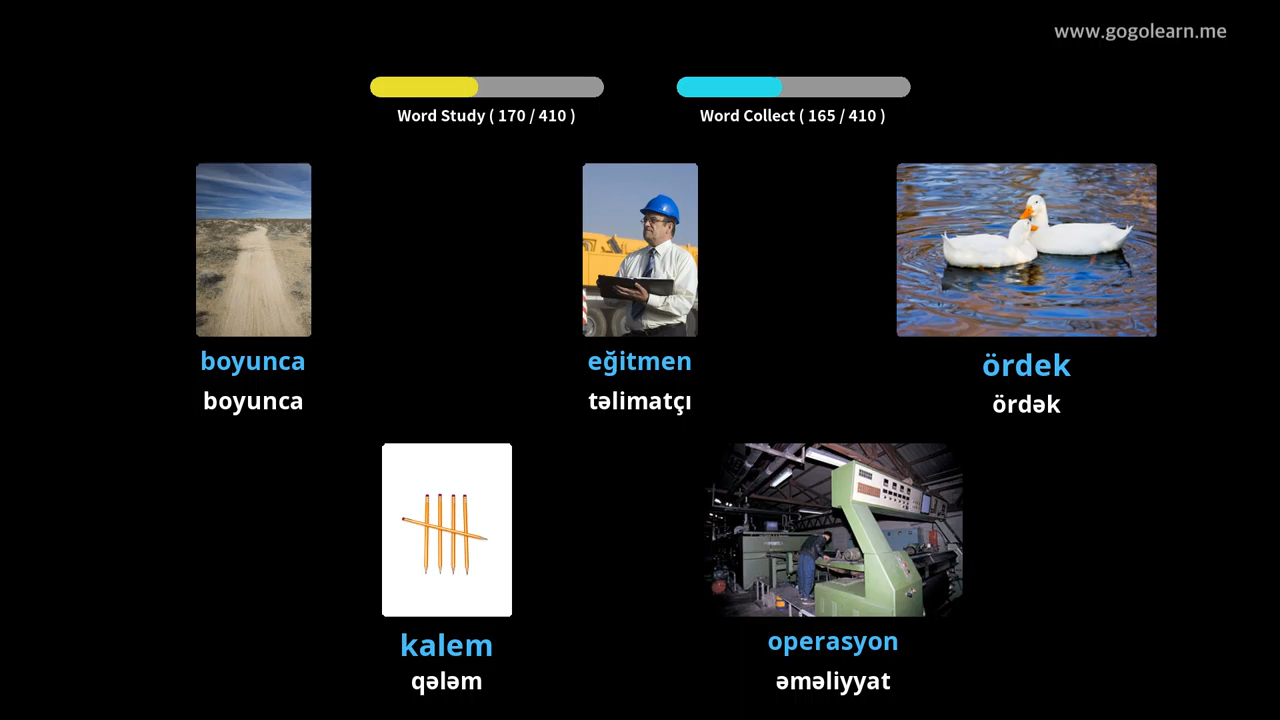 www.gogolearn.me
Word Study ( 170 / 410 )
Word Collect ( 165 / 410 )
boyunca
boyunca
eğitmen
təlimatçı
ördek
ördək
kalem
qələm
operasyon
əməliyyat